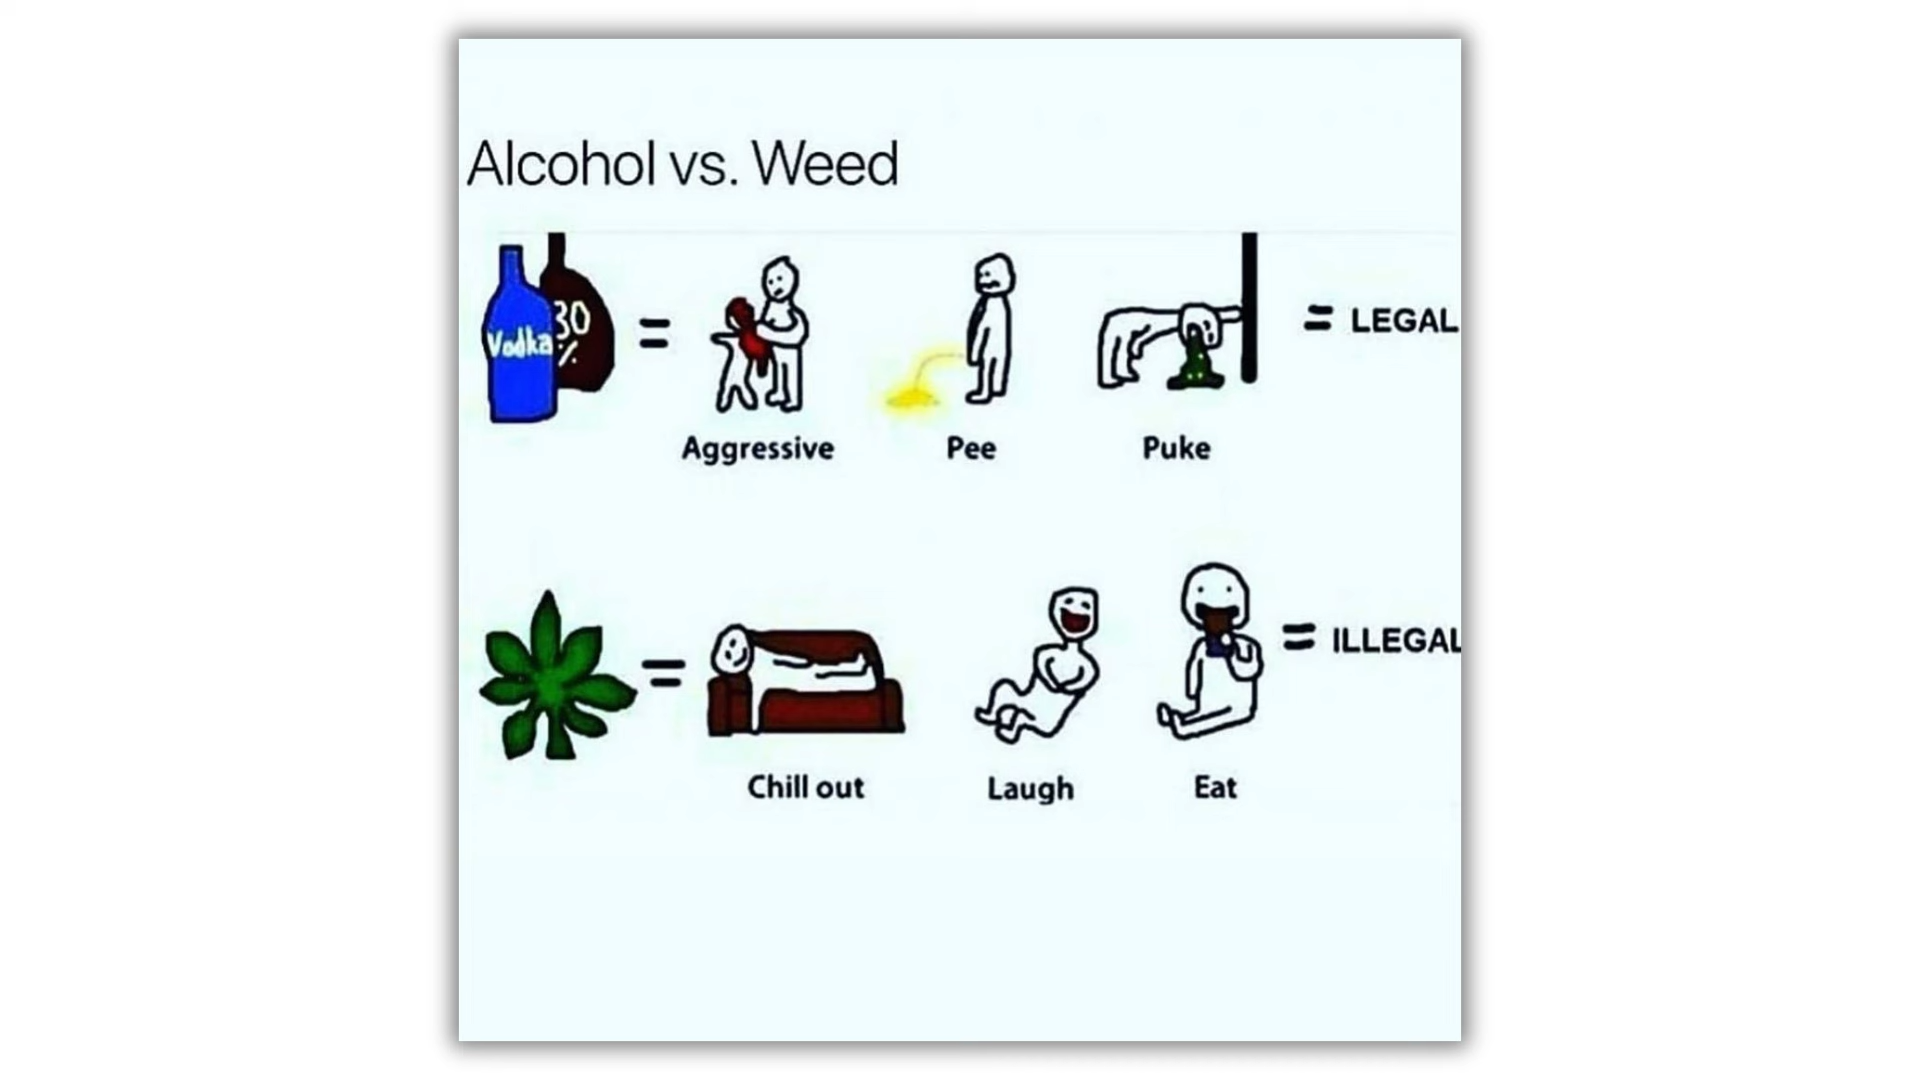 Alcohol vs. Weed
Vodka
30
%
=
= LEGAL
Aggressive Pee Puke
=
= ILLEGAL
Chill out Laugh Eat